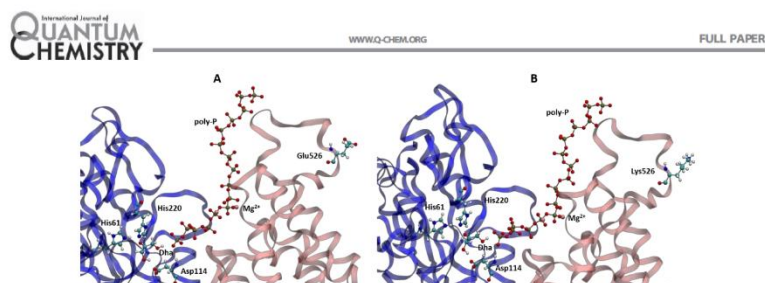 International Journal of
QUANTUM
CHEMISTRY
WWW.Q-CHEM.ORG
FULL PAPER
A
B
poly-P
Glu526
His220
His61
Mg2+
Dha
Asp114
poly-P
Lys526
His220
His61
Mg2+
Dha
Asp114